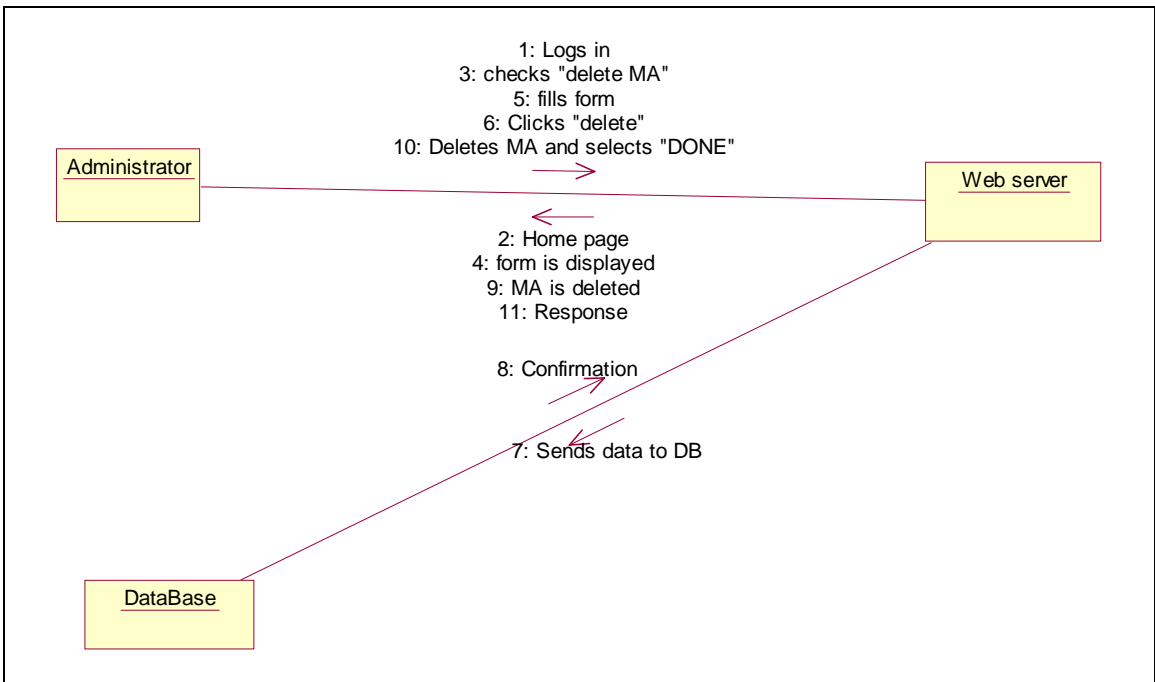 1: Logs in
3: checks "delete MA"
5: fills form
6: Clicks "delete"
10: Deletes MA and selects "DONE"
Administrator
Web server
2: Home page
4: form is displayed
9: MA is deleted
11: Response
8: Confirmation
7: Sends data to DB
DataBase